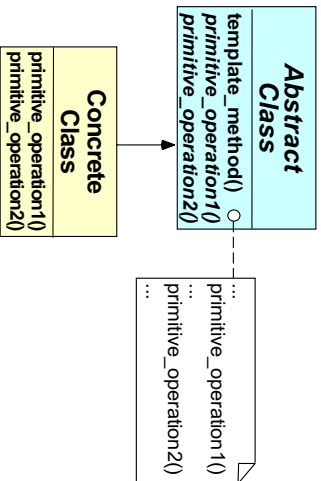 Abstract
Class
template_method()
primitive_operation1()
primitive_operation2()
...
primitive_operation1()
...
primitive_operation2()
...
Concrete
Class
primitive_operation1()
primitive_operation2()